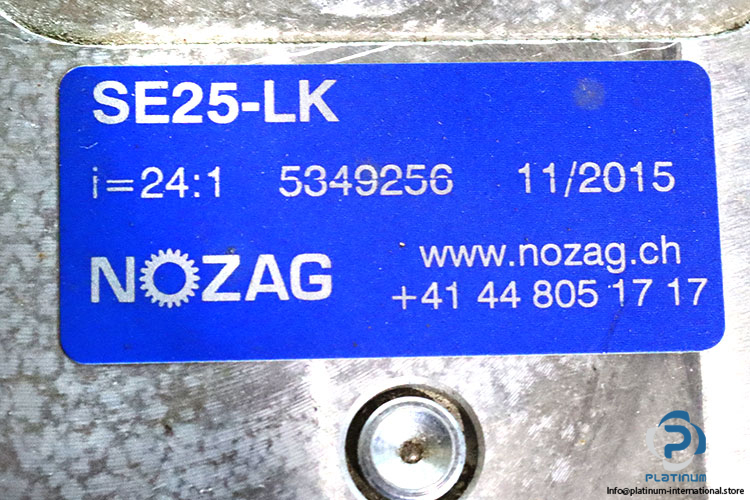 SE25-LK
i=24:1 5349256 11/2015
NOZAG
www.nozag.ch
+41 44 805 17 17
PLATINUM
Info@platinum-international.store